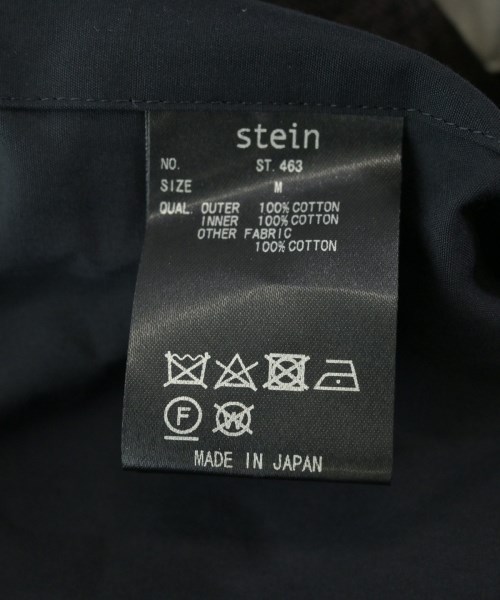 stein
NO. ST. 463
SIZE M
QUAL. OUTER 100%COTTON
INNER 100%COTTON
OTHER FABRIC
100%COTTON
F
W
MADE IN JAPAN